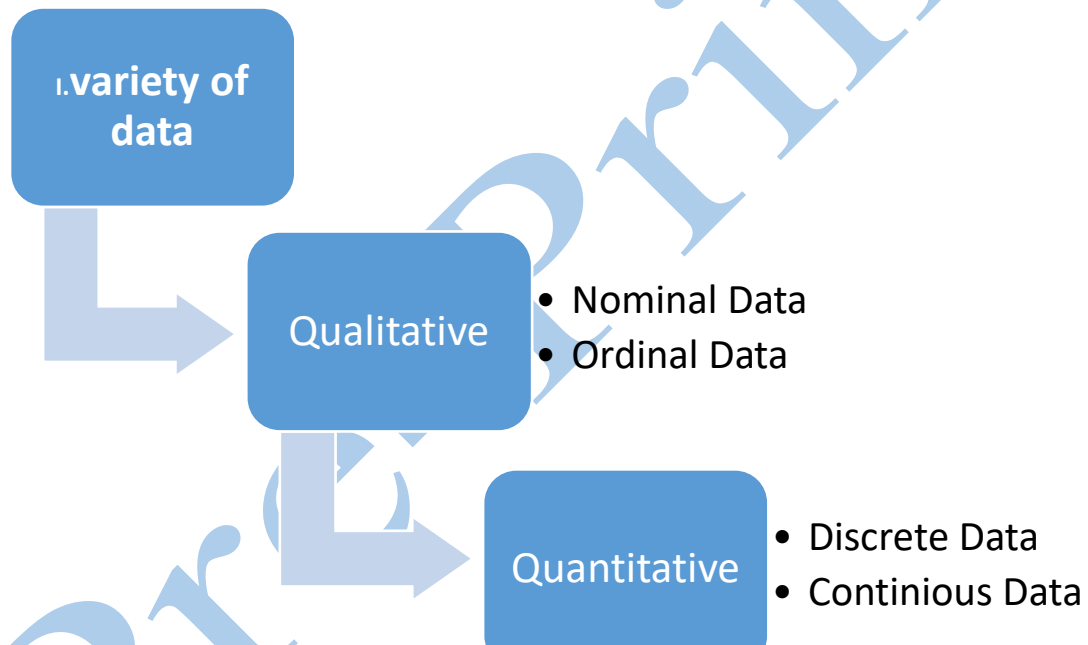 I.variety of
data
Qualitative
• Nominal Data
• Ordinal Data
Quantitative
• Discrete Data
• Continious Data